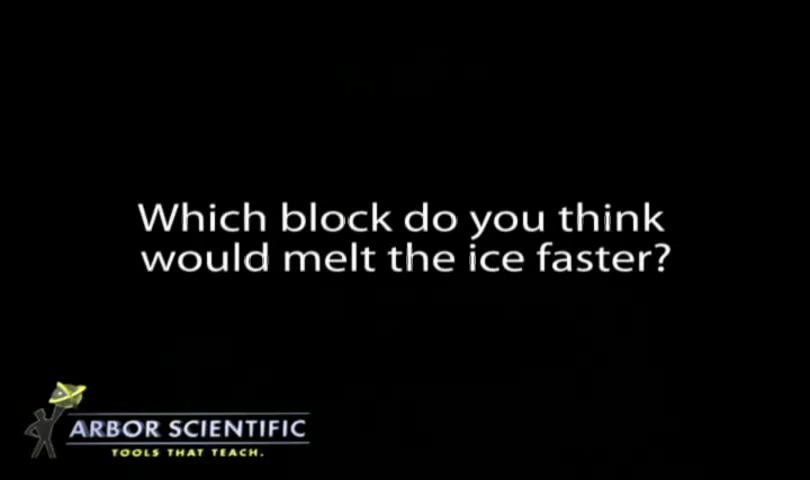 Which block do you think
would melt the ice faster?
ARBOR SCIENTIFIC
TOOLS THAT TEACH.